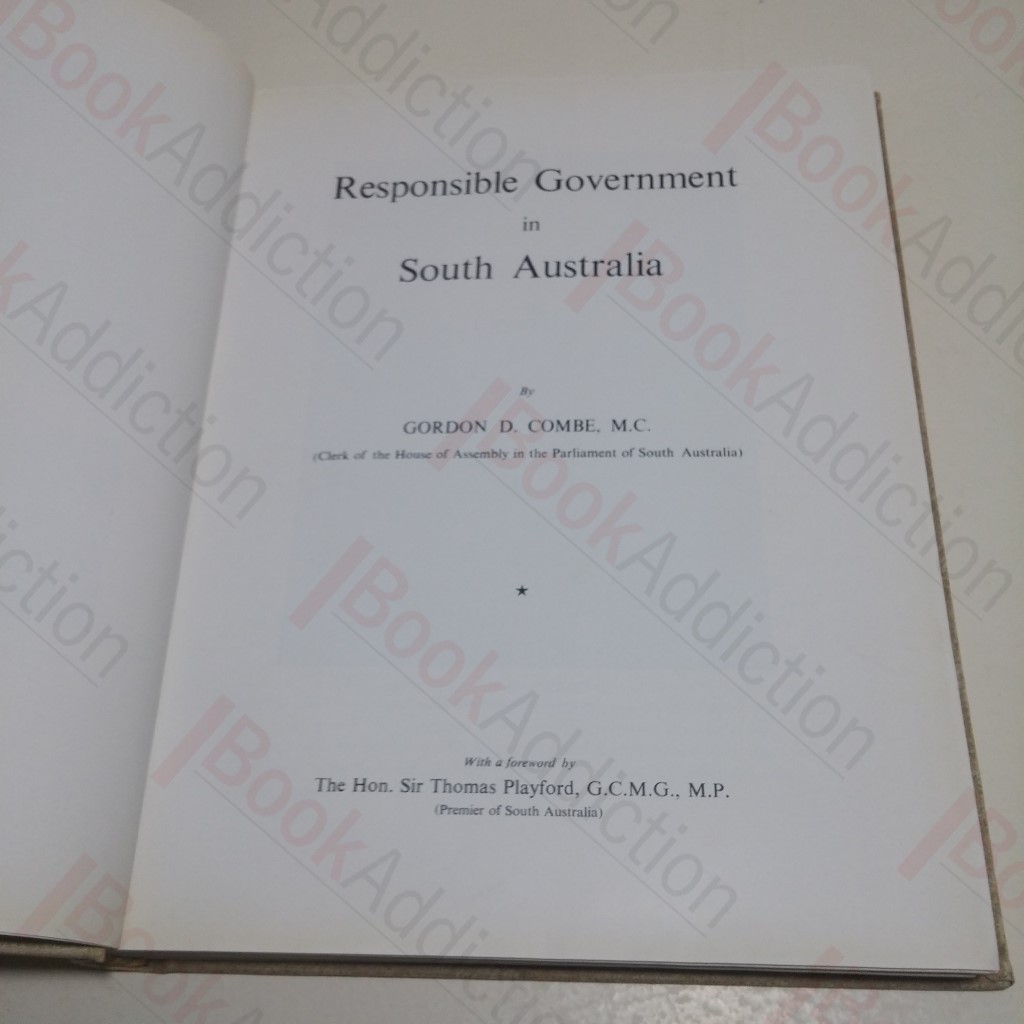 Responsible Government
in
South Australia
By
GORDON D. COMBE, M.C.
(Clerk of the House of Assembly in the Parliament of South Australia)
★
With a foreword by
The Hon. Sir Thomas Playford, G.C.M.G., M.P.
(Premier of South Australia)
BookAddiction